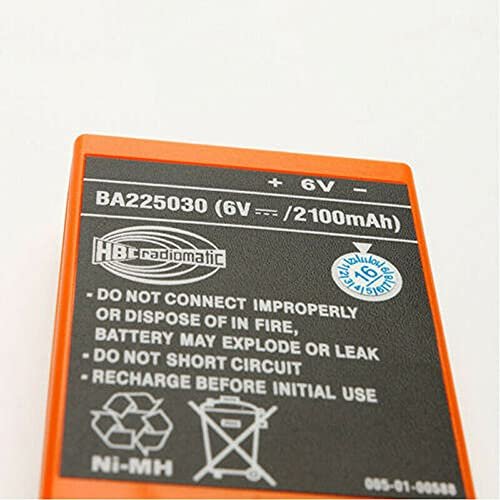 + 6V -
BA225030 (6V ⎓ /2100mAh)
HBC radiomatic
16
- DO NOT CONNECT IMPROPERLY
OR DISPOSE OF IN FIRE,
BATTERY MAY EXPLODE OR LEAK
- DO NOT SHORT CIRCUIT
- RECHARGE BEFORE INITIAL USE
Ni-MH
005-01-00588